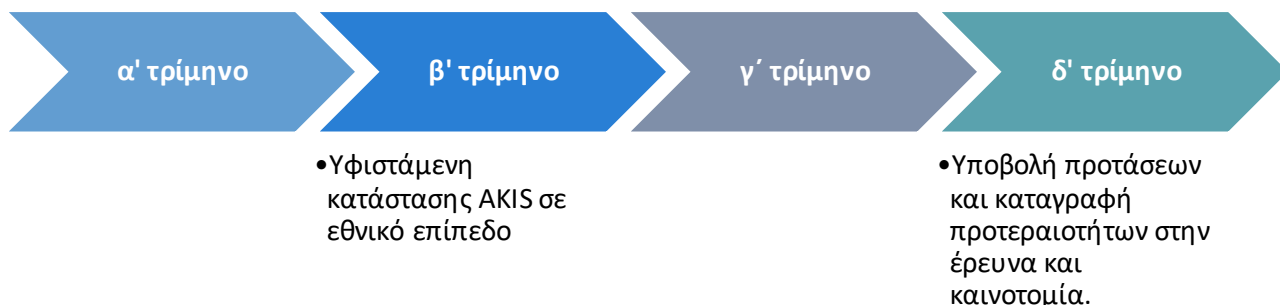 α' τρίμηνο
β' τρίμηνο
γ΄ τρίμηνο
δ' τρίμηνο
•Υφιστάμενη
κατάστασης AKIS σε
εθνικό επίπεδο
•Υποβολή προτάσεων
και καταγραφή
προτεραιοτήτων στην
έρευνα και
καινοτομία.